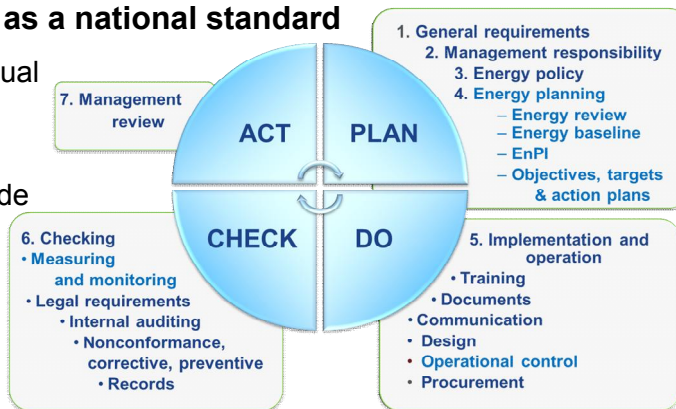 as a national standard
ual
de
1. General requirements
2. Management responsibility
3. Energy policy
4. Energy planning
– Energy review
– Energy baseline
– EnPI
– Objectives, targets
& action plans
7. Management
review
ACT
PLAN
CHECK
DO
6. Checking
• Measuring
and monitoring
• Legal requirements
• Internal auditing
• Nonconformance,
corrective, preventive
• Records
5. Implementation and
operation
• Training
• Documents
• Communication
• Design
• Operational control
• Procurement